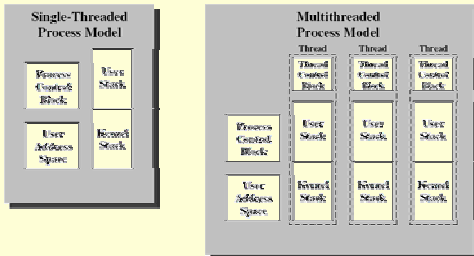 Single-Threaded
Process Model
Process
Control
Block
User
Stack
User
Address
Space
Kernel
Stack
Multithreaded
Process Model
Thread
Thread
Thread
Thread
Control
Block
Thread
Control
Block
Thread
Control
Block
Process
Control
Block
User
Stack
User
Stack
User
Stack
User
Address
Space
Kernel
Stack
Kernel
Stack
Kernel
Stack